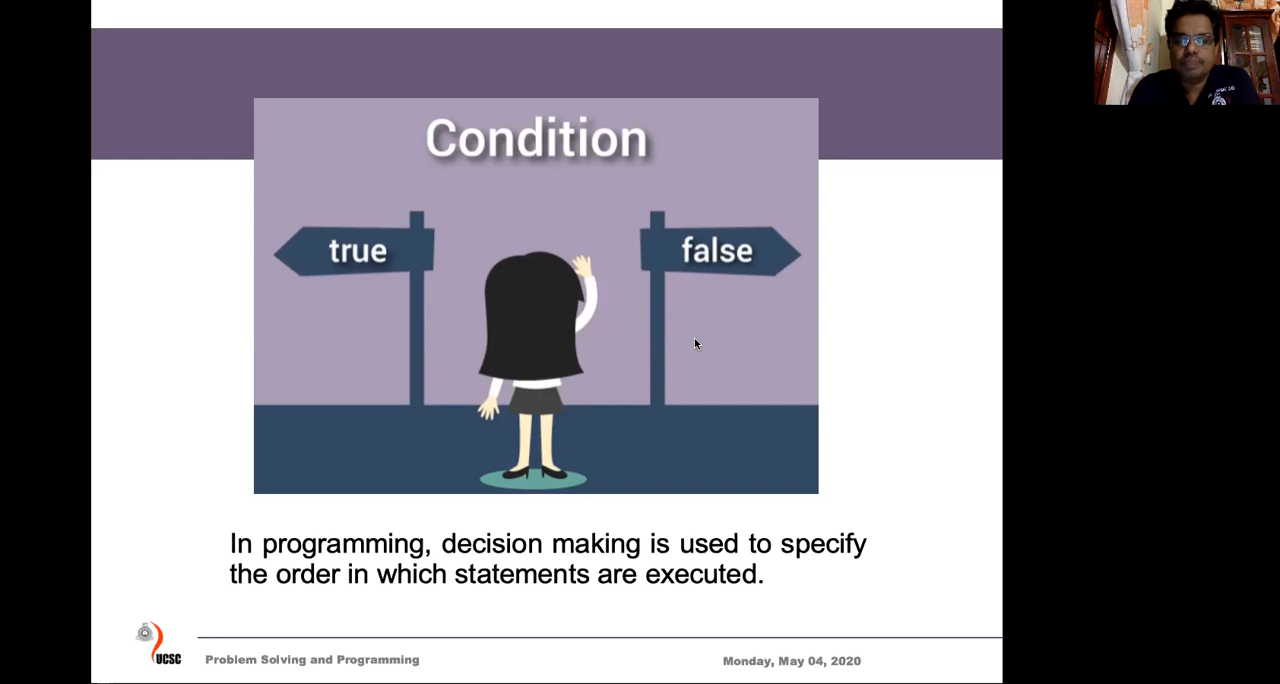 Condition
true
false
In programming, decision making is used to specify
the order in which statements are executed.
UCSC
Problem Solving and Programming
Monday, May 04, 2020